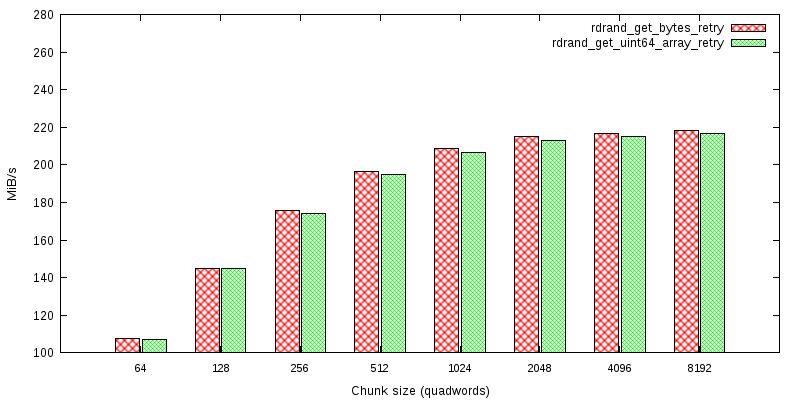 280
260
240
220
200
180
160
140
120
100
MiB/s
rdrand_get_bytes_retry
rdrand_get_uint64_array_retry
64 128 256 512 1024 2048 4096 8192
Chunk size (quadwords)